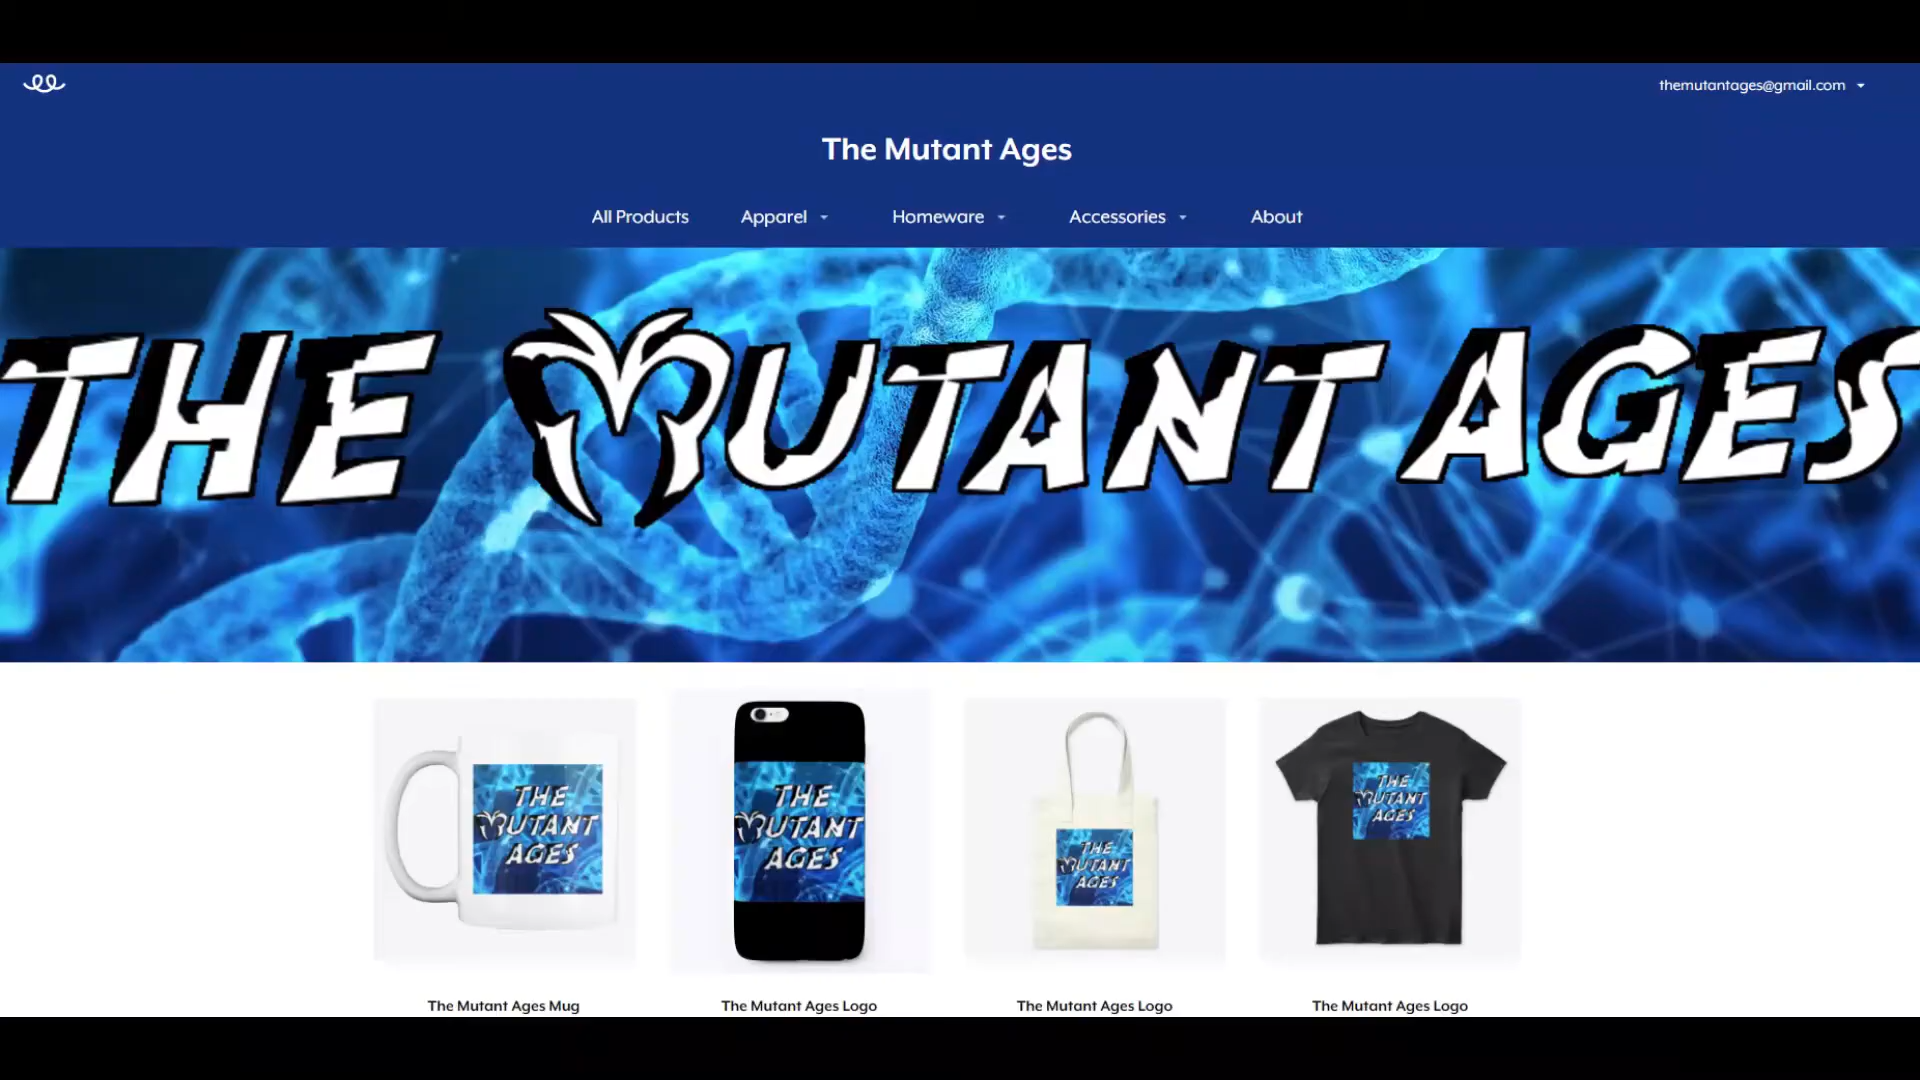 themutantages@gmail.com
The Mutant Ages
All Products Apparel Homeware Accessories About
THE MUTANT AGES
THE
MUTANT
AGES
THE
MUTANT
AGES
THE
MUTANT
AGES
THE
MUTANT
AGES
The Mutant Ages Mug
The Mutant Ages Logo
The Mutant Ages Logo
The Mutant Ages Logo